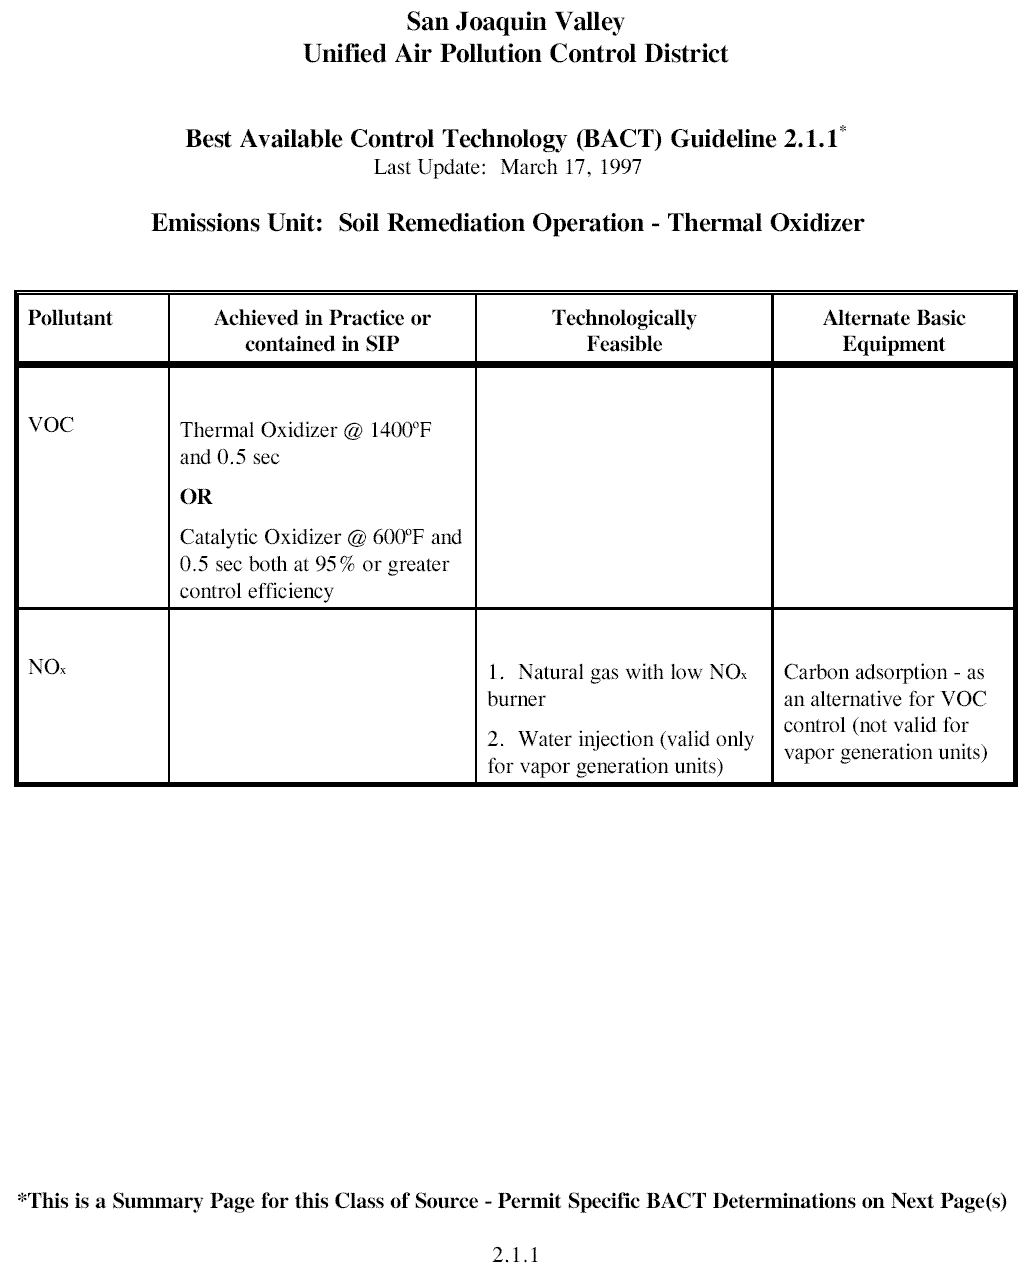 San Joaquin Valley
Unified Air Pollution Control District
Best Available Control Technology (BACT) Guideline 2.1.1*
Last Update: March 17, 1997
Emissions Unit: Soil Remediation Operation - Thermal Oxidizer
Pollutant
Achieved in Practice or
contained in SIP
Technologically
Feasible
Alternate Basic
Equipment
VOC
Thermal Oxidizer @ 1400ºF
and 0.5 sec
OR
Catalytic Oxidizer @ 600ºF and
0.5 sec both at 95% or greater
control efficiency
NOx
1. Natural gas with low NOx
burner
2. Water injection (valid only
for vapor generation units)
Carbon adsorption - as
an alternative for VOC
control (not valid for
vapor generation units)
*This is a Summary Page for this Class of Source - Permit Specific BACT Determinations on Next Page(s)
2.1.1